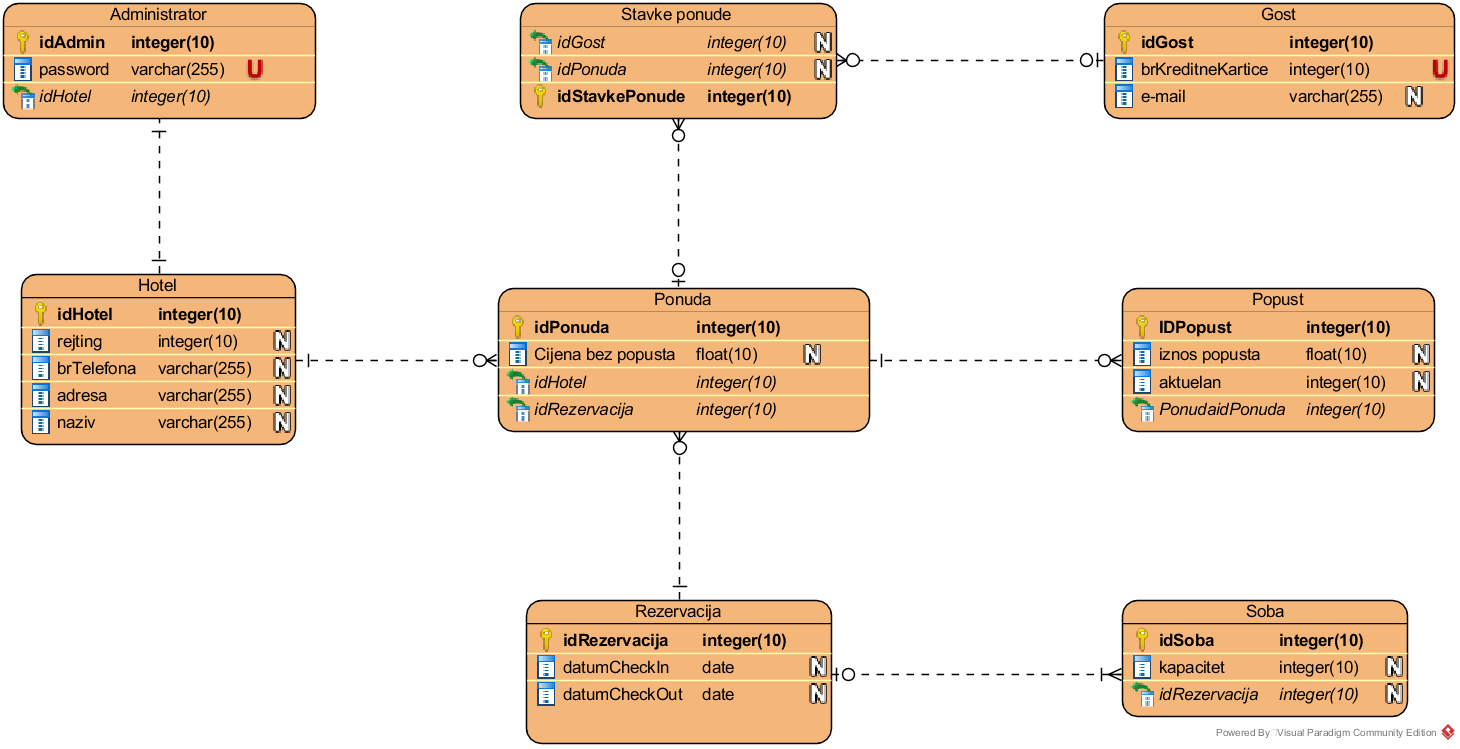 Administrator
idAdmin integer(10)
password varchar(255) U
idHotel integer(10)
Stavke ponude
idGost integer(10) N
idPonuda integer(10) N
idStavkePonude integer(10)
Gost
idGost integer(10)
brKreditneKartice integer(10) U
e-mail varchar(255) N
Hotel
idHotel integer(10)
rejting integer(10) N
brTelefona varchar(255) N
adresa varchar(255) N
naziv varchar(255) N
Ponuda
idPonuda integer(10)
Cijena bez popusta float(10) N
idHotel integer(10)
idRezervacija integer(10)
Popust
IDPopust integer(10)
iznos popusta float(10) N
aktuelan integer(10) N
PonudaidPonuda integer(10)
Rezervacija
idRezervacija integer(10)
datumCheckIn date N
datumCheckOut date N
Soba
idSoba integer(10)
kapacitet integer(10) N
idRezervacija integer(10) N
Powered By Visual Paradigm Community Edition